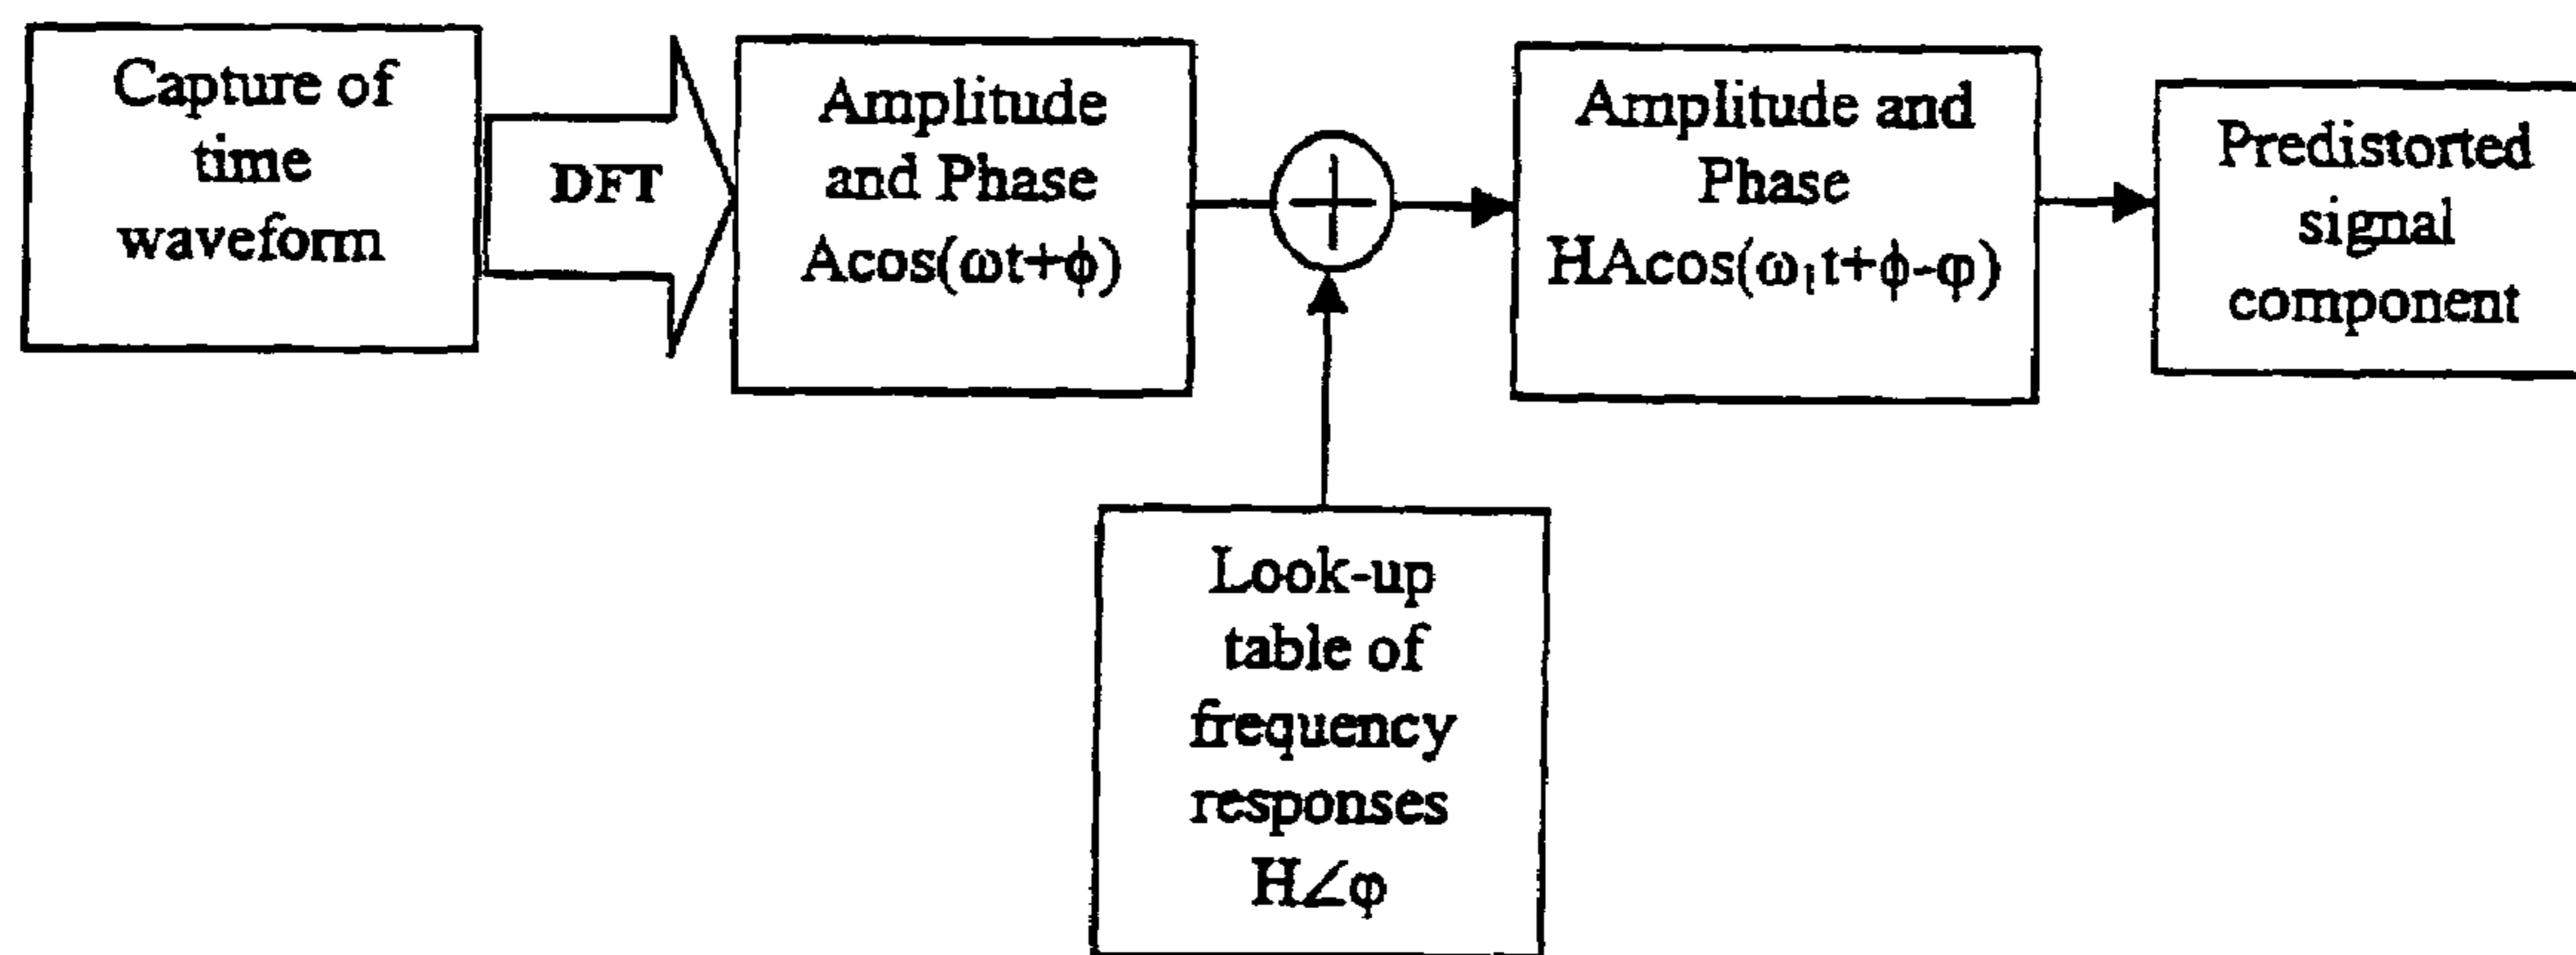 Capture of
time
waveform
DFT
Amplitude
and Phase
Acos(ωt+ϕ)
Amplitude and
Phase
HAcos(ω₁t+ϕ-φ)
Predistorted
signal
component
Look-up
table of
frequency
responses
H∠φ